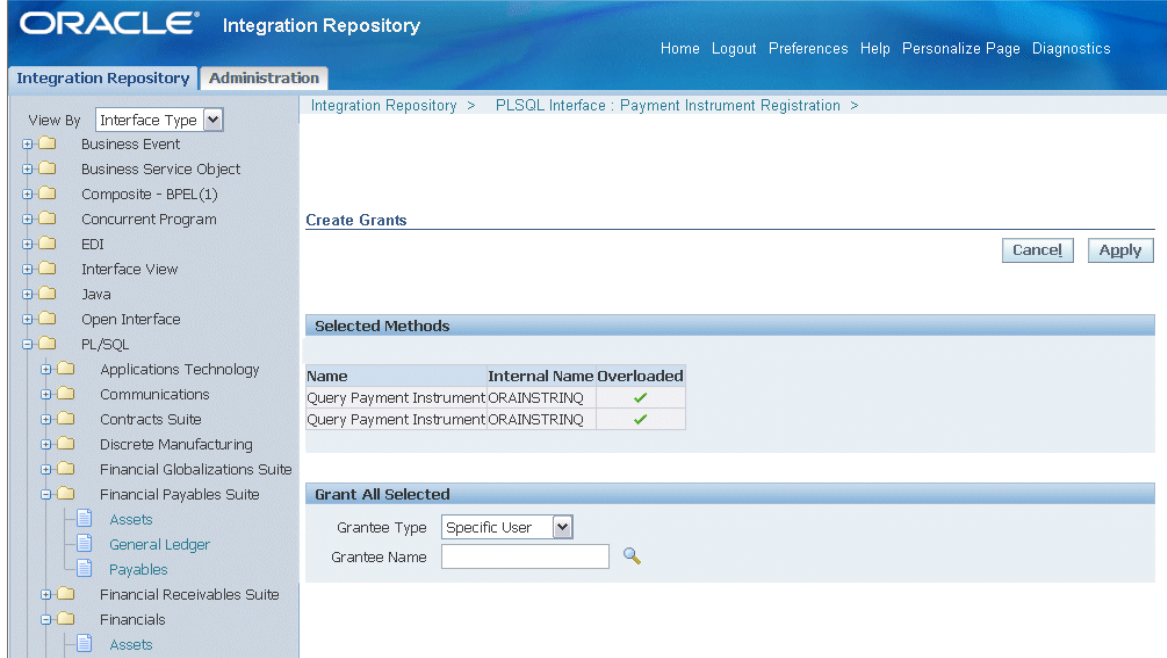 ORACLE® Integration Repository
Home Logout Preferences Help Personalize Page Diagnostics
Integration Repository Administration
View By Interface Type
Business Event
Business Service Object
Composite - BPEL(1)
Concurrent Program
EDI
Interface View
Java
Open Interface
PL/SQL
Applications Technology
Communications
Contracts Suite
Discrete Manufacturing
Financial Globalizations Suite
Financial Payables Suite
Assets
General Ledger
Payables
Financial Receivables Suite
Financials
Assets
Integration Repository > PLSQL Interface : Payment Instrument Registration >
Create Grants
Cancel Apply
Selected Methods
Name Internal Name Overloaded
Query Payment Instrument ORAINSTRINQ
Query Payment Instrument ORAINSTRINQ
Grant All Selected
Grantee Type Specific User
Grantee Name